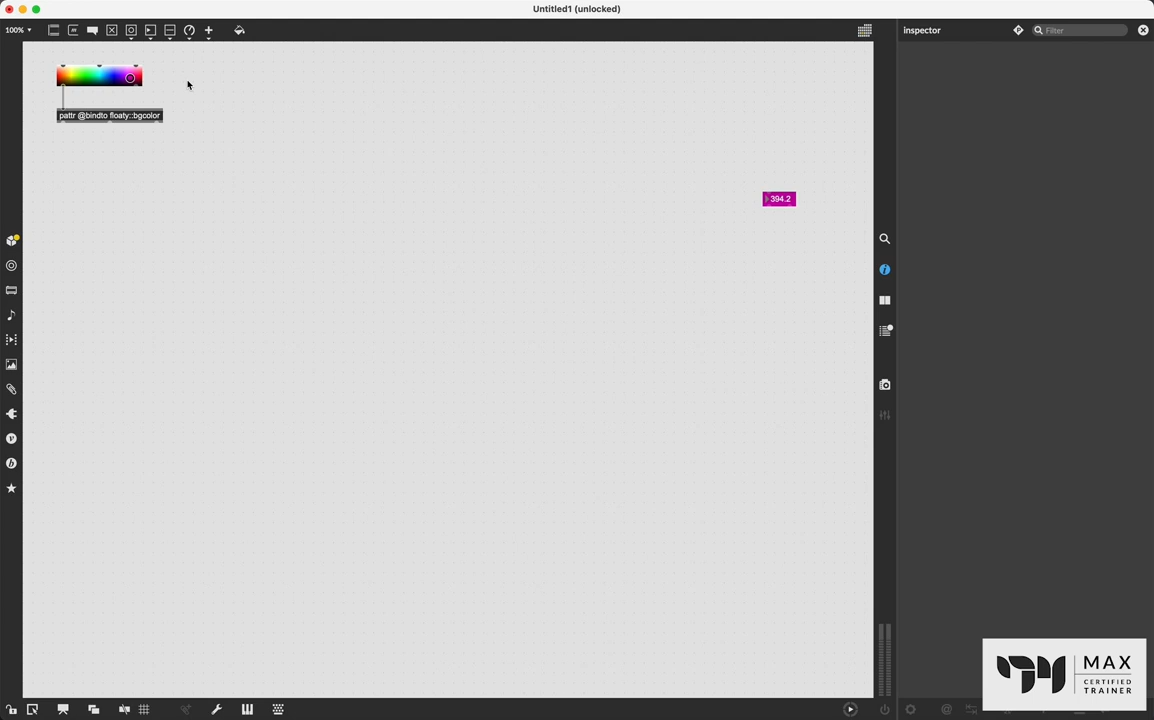 Untitled1 (unlocked)
100%
Inspector
Filter
pattr @bindto floaty::bgcolor
394.2
MAX
CERTIFIED
TRAINER